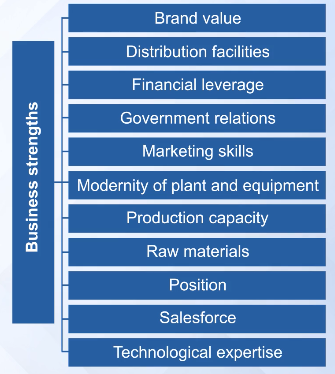 Business strengths
Brand value
Distribution facilities
Financial leverage
Government relations
Marketing skills
Modernity of plant and equipment
Production capacity
Raw materials
Position
Salesforce
Technological expertise